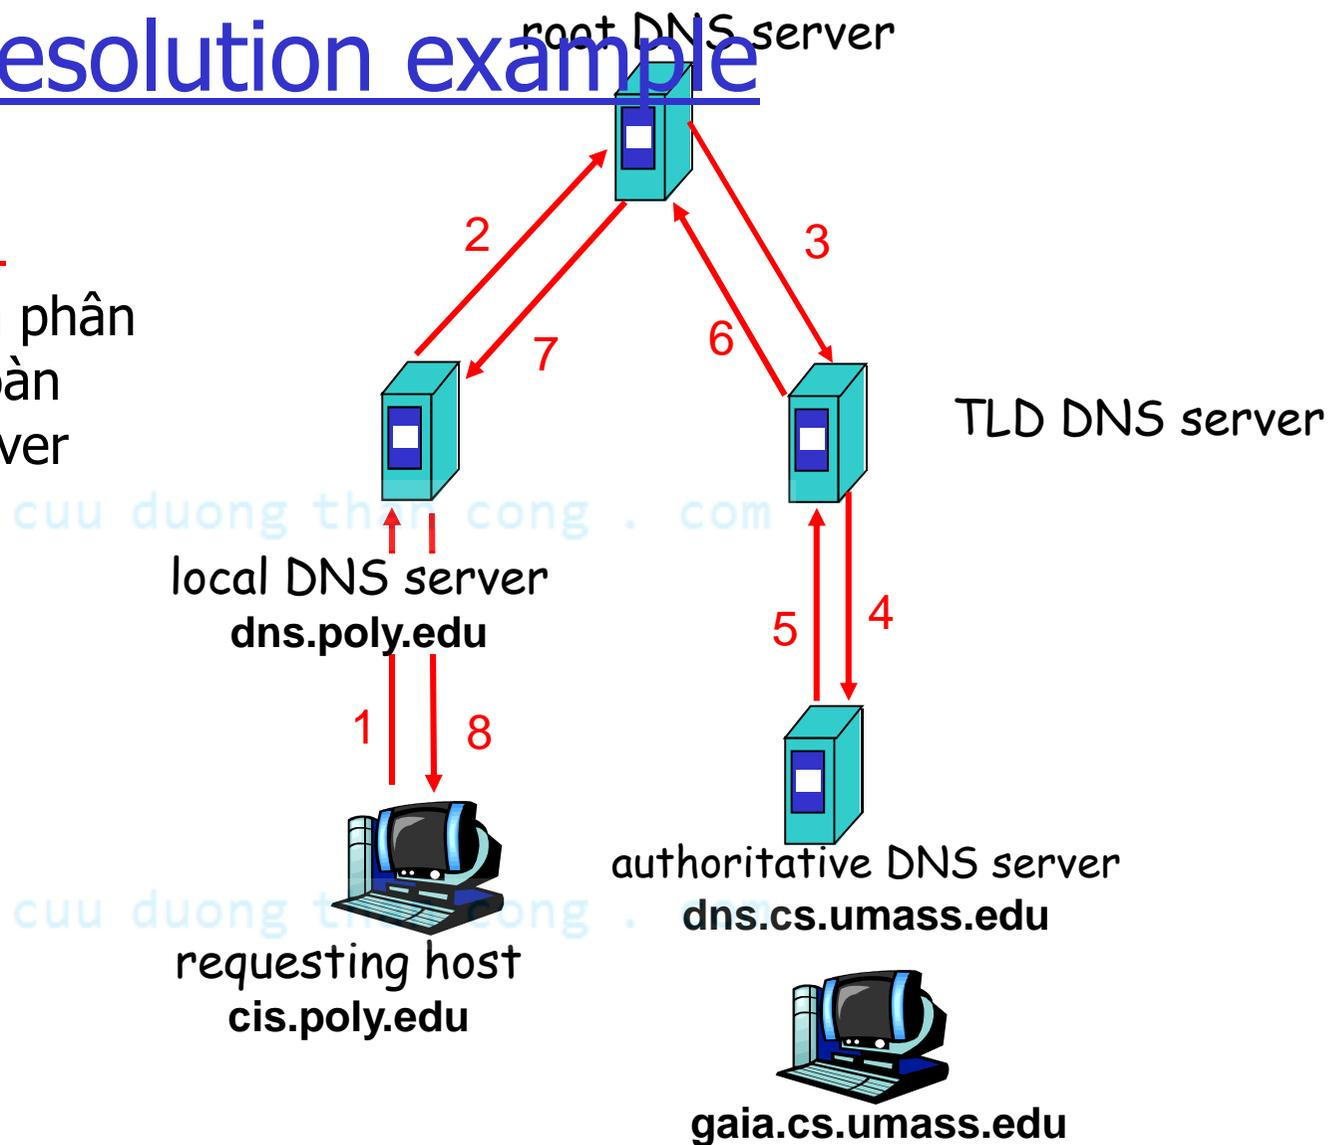 esolution example
root DNS server
2
3
phân
oàn
ver
7
6
TLD DNS server
cuu duong than cong . com
local DNS server
dns.poly.edu
5
4
1
8
authoritative DNS server
cuu duong than cong . com
dns.cs.umass.edu
requesting host
cis.poly.edu
gaia.cs.umass.edu